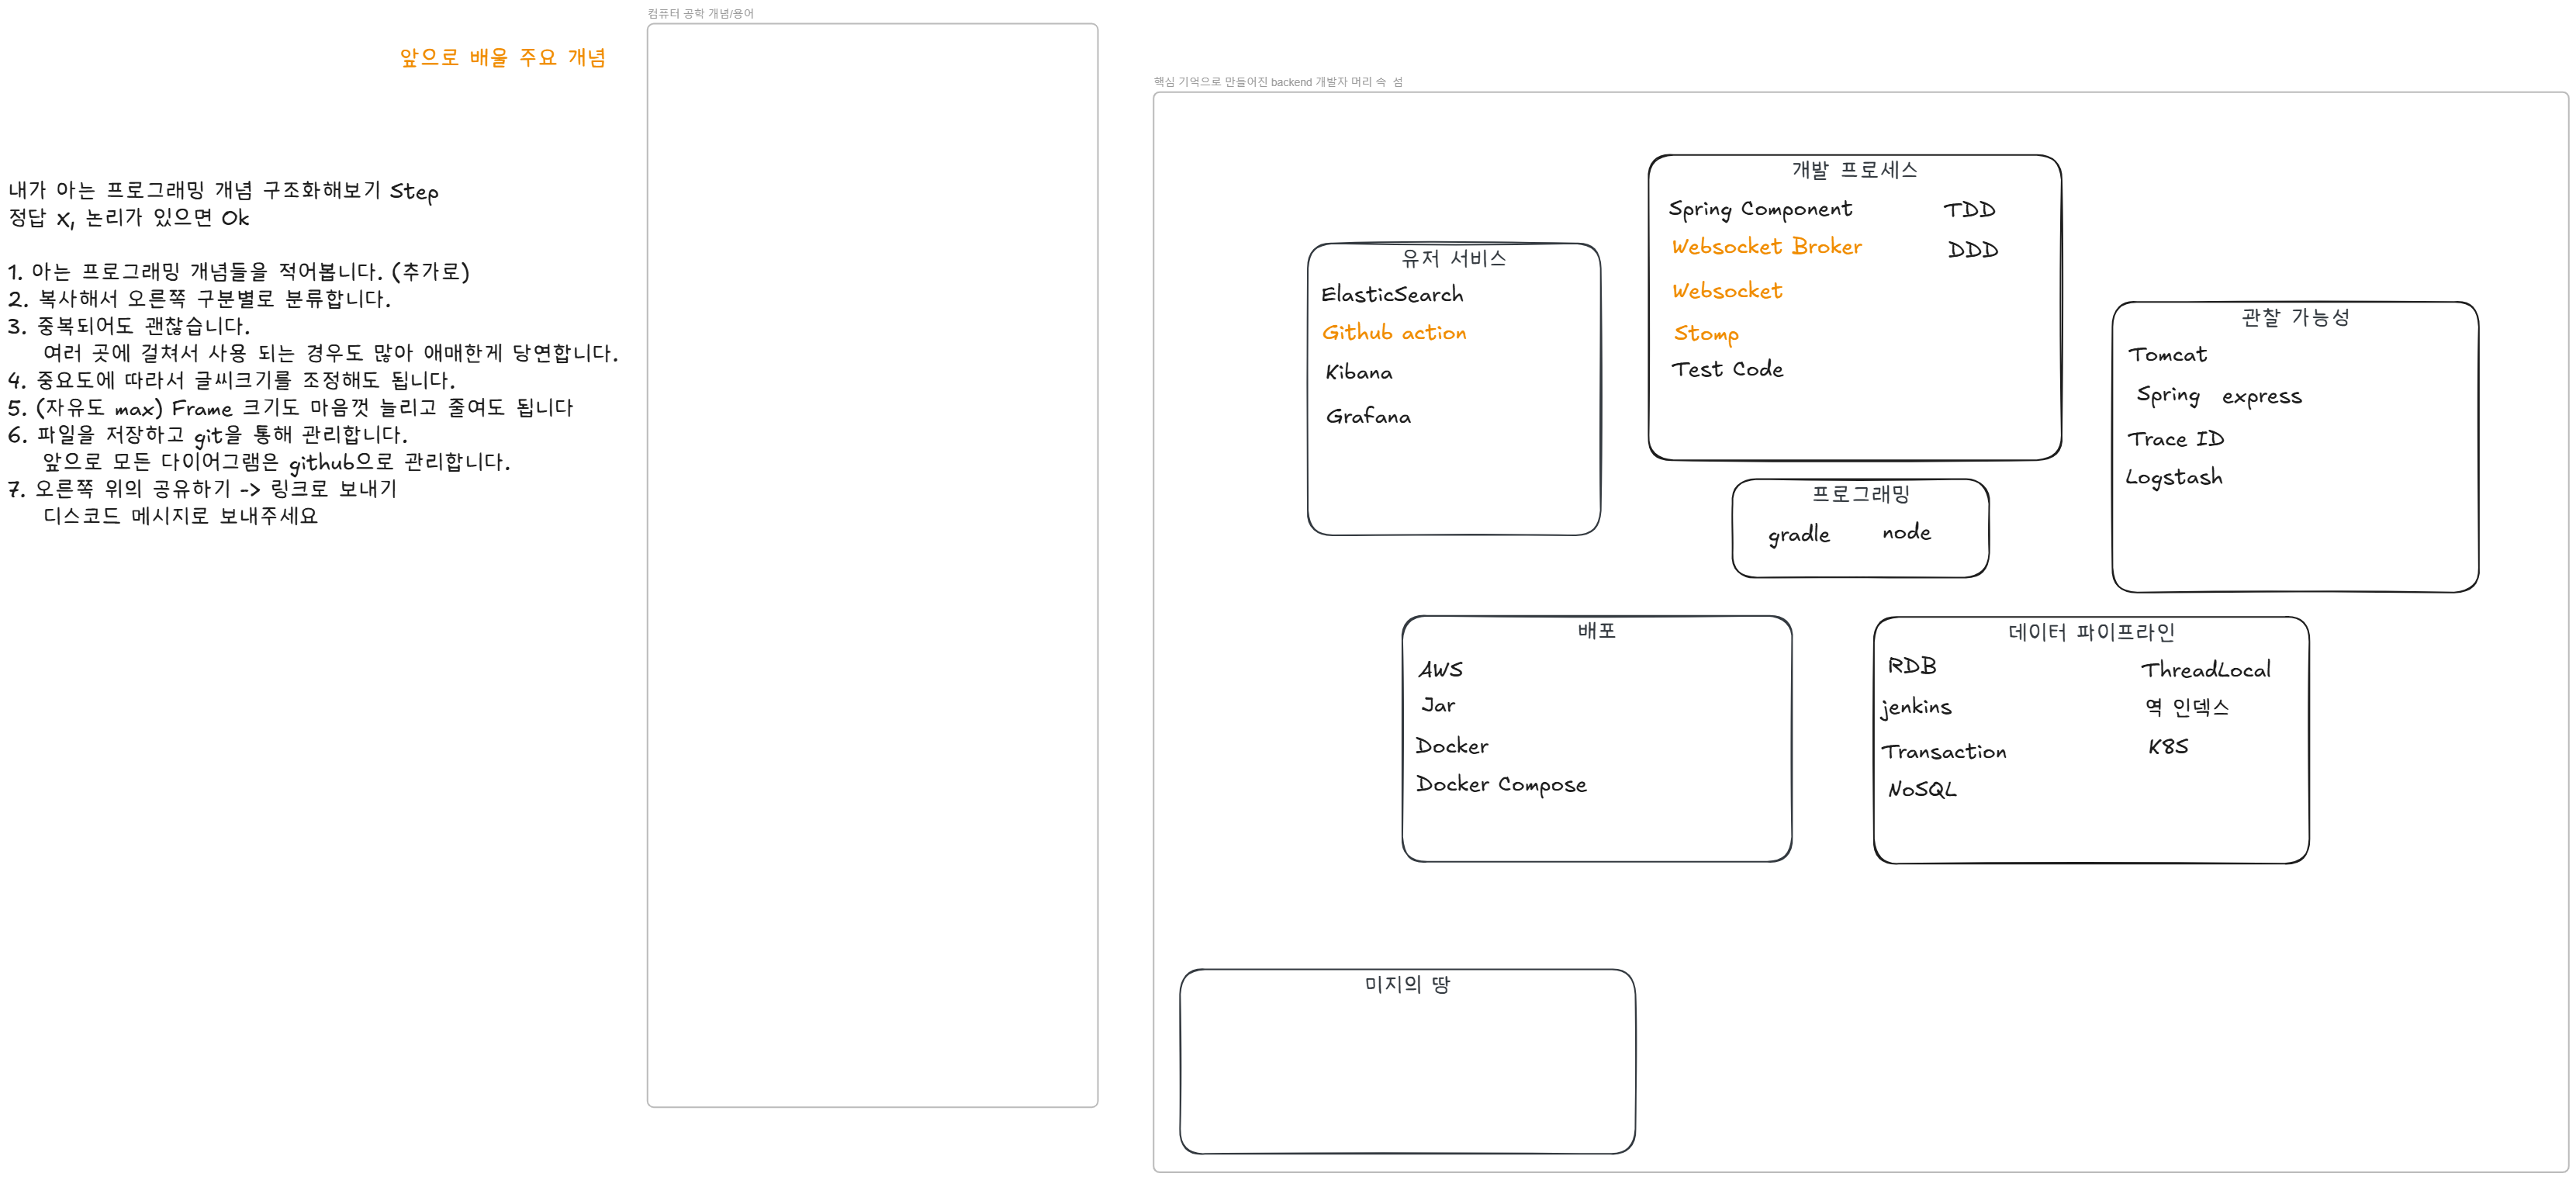 컴퓨터 공학 개념/용어
앞으로 배울 주요 개념
내가 아는 프로그래밍 개념 구조화해보기 Step
정답 X, 논리가 있으면 Ok
1. 아는 프로그래밍 개념들을 적어봅니다. (추가로)
2. 복사해서 오른쪽 구분별로 분류합니다.
3. 중복되어도 괜찮습니다.
여러 곳에 걸쳐서 사용 되는 경우도 많아 애매한게 당연합니다.
4. 중요도에 따라서 글씨크기를 조정해도 됩니다.
5. (자유도 max) Frame 크기도 마음껏 늘리고 줄여도 됩니다
6. 파일을 저장하고 git을 통해 관리합니다.
앞으로 모든 다이어그램은 github으로 관리합니다.
7. 오른쪽 위의 공유하기 -> 링크로 보내기
디스코드 메시지로 보내주세요
핵심 기억으로 만들어진 backend 개발자 머리 속 섬
유저 서비스
ElasticSearch
Github action
Kibana
Grafana
개발 프로세스
Spring Component
TDD
Websocket Broker
DDD
Websocket
Stomp
Test Code
관찰 가능성
Tomcat
Spring express
Trace ID
Logstash
프로그래밍
gradle node
배포
AWS
Jar
Docker
Docker Compose
데이터 파이프라인
RDB
ThreadLocal
jenkins
역 인덱스
Transaction
K8S
NoSQL
미지의 땅